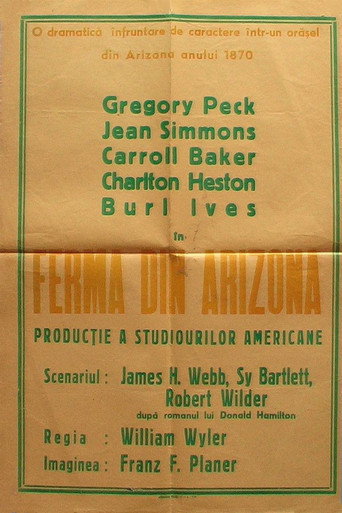 O dramatică înfruntare de caractere într-un orășel
din Arizona anului 1870
Gregory Peck
Jean Simmons
Carroll Baker
Charlton Heston
Burl Ives
în
FERMA DIN ARIZONA
PRODUCȚIE A STUDIOURILOR AMERICANE
Scenariul : James H. Webb, Sy Bartlett,
Robert Wilder
după romanul lui Donald Hamilton
Regia : William Wyler
Imaginea : Franz F. Planer